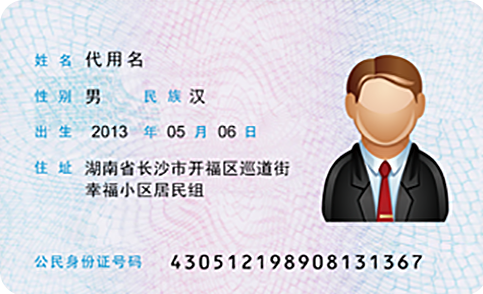 姓 名 代用名
性 别 男 民 族 汉
出 生 2013 年 05 月 06 日
住 址 湖南省长沙市开福区巡道街
幸福小区居民组
公民身份证号码 430512198908131367